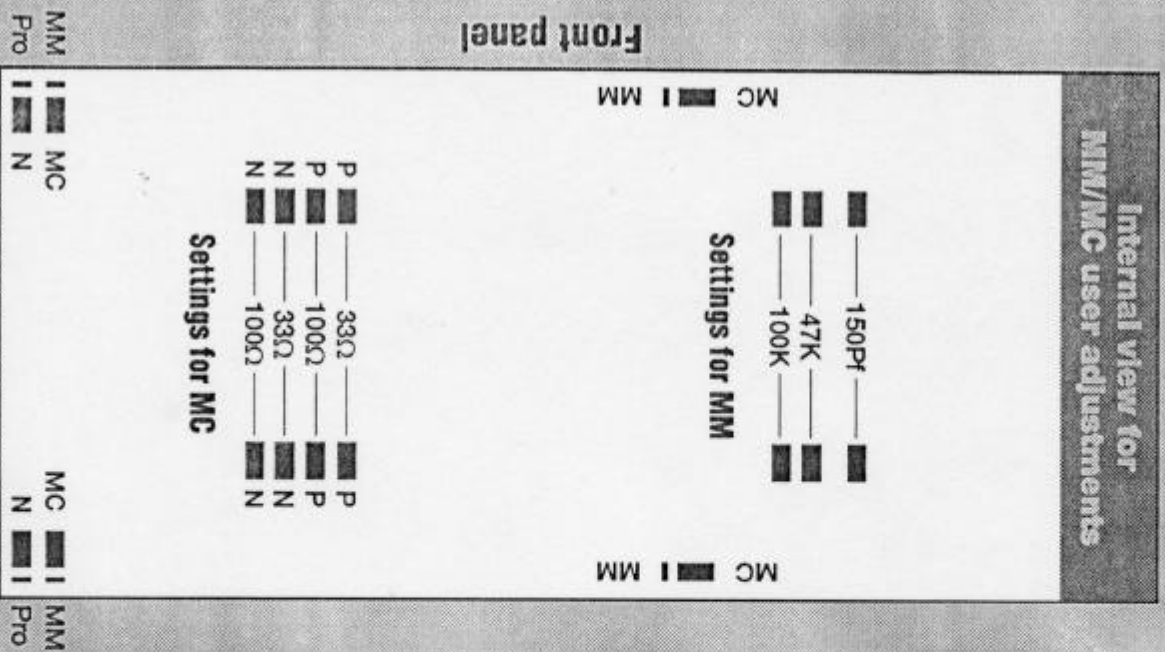 Internal view for
MM/MC user adjustments
150Pf
47K
100K
MC MC
Settings for MM
MM MM
Front panel
P 33Ω P
P 100Ω P
N 33Ω N
N 100Ω N
Settings for MC
MM MC MC MM
Pro N N Pro